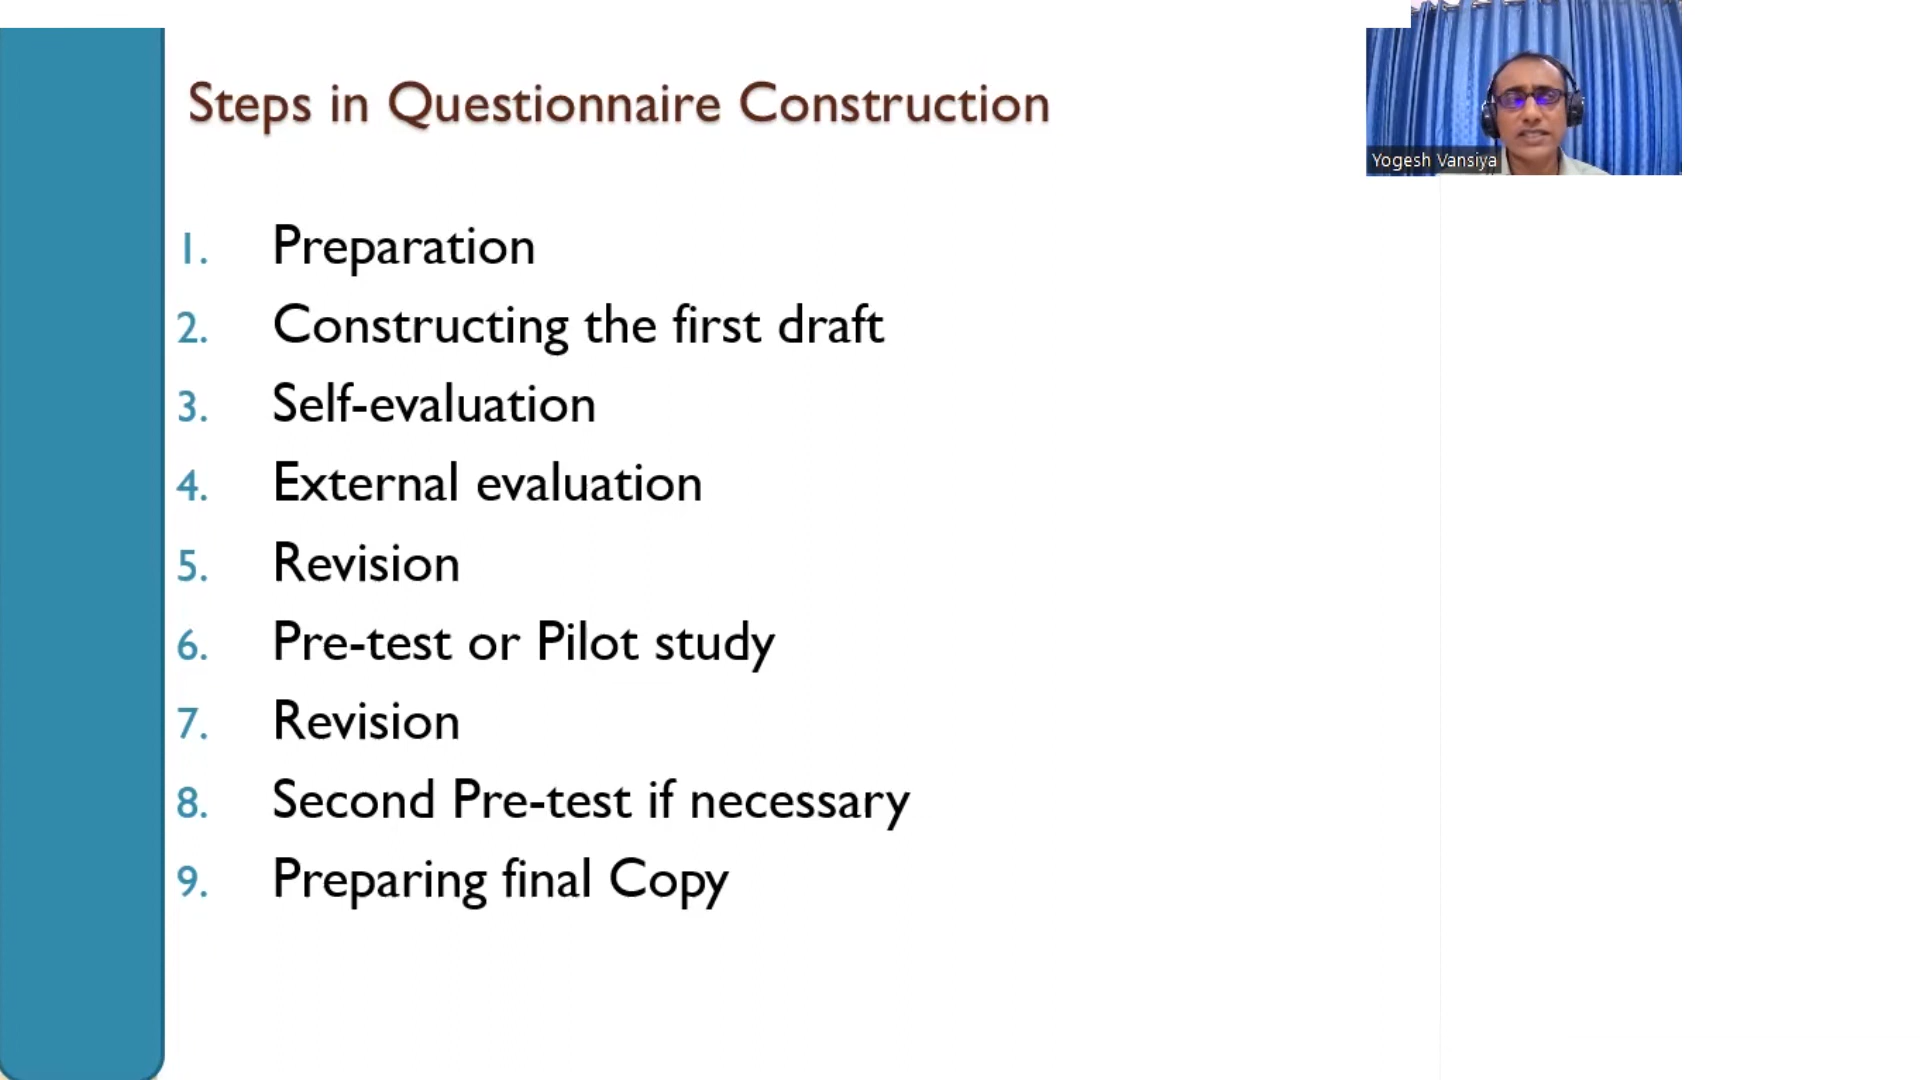 Steps in Questionnaire Construction
Yogesh Vansiya
1. Preparation
2. Constructing the first draft
3. Self-evaluation
4. External evaluation
5. Revision
6. Pre-test or Pilot study
7. Revision
8. Second Pre-test if necessary
9. Preparing final Copy